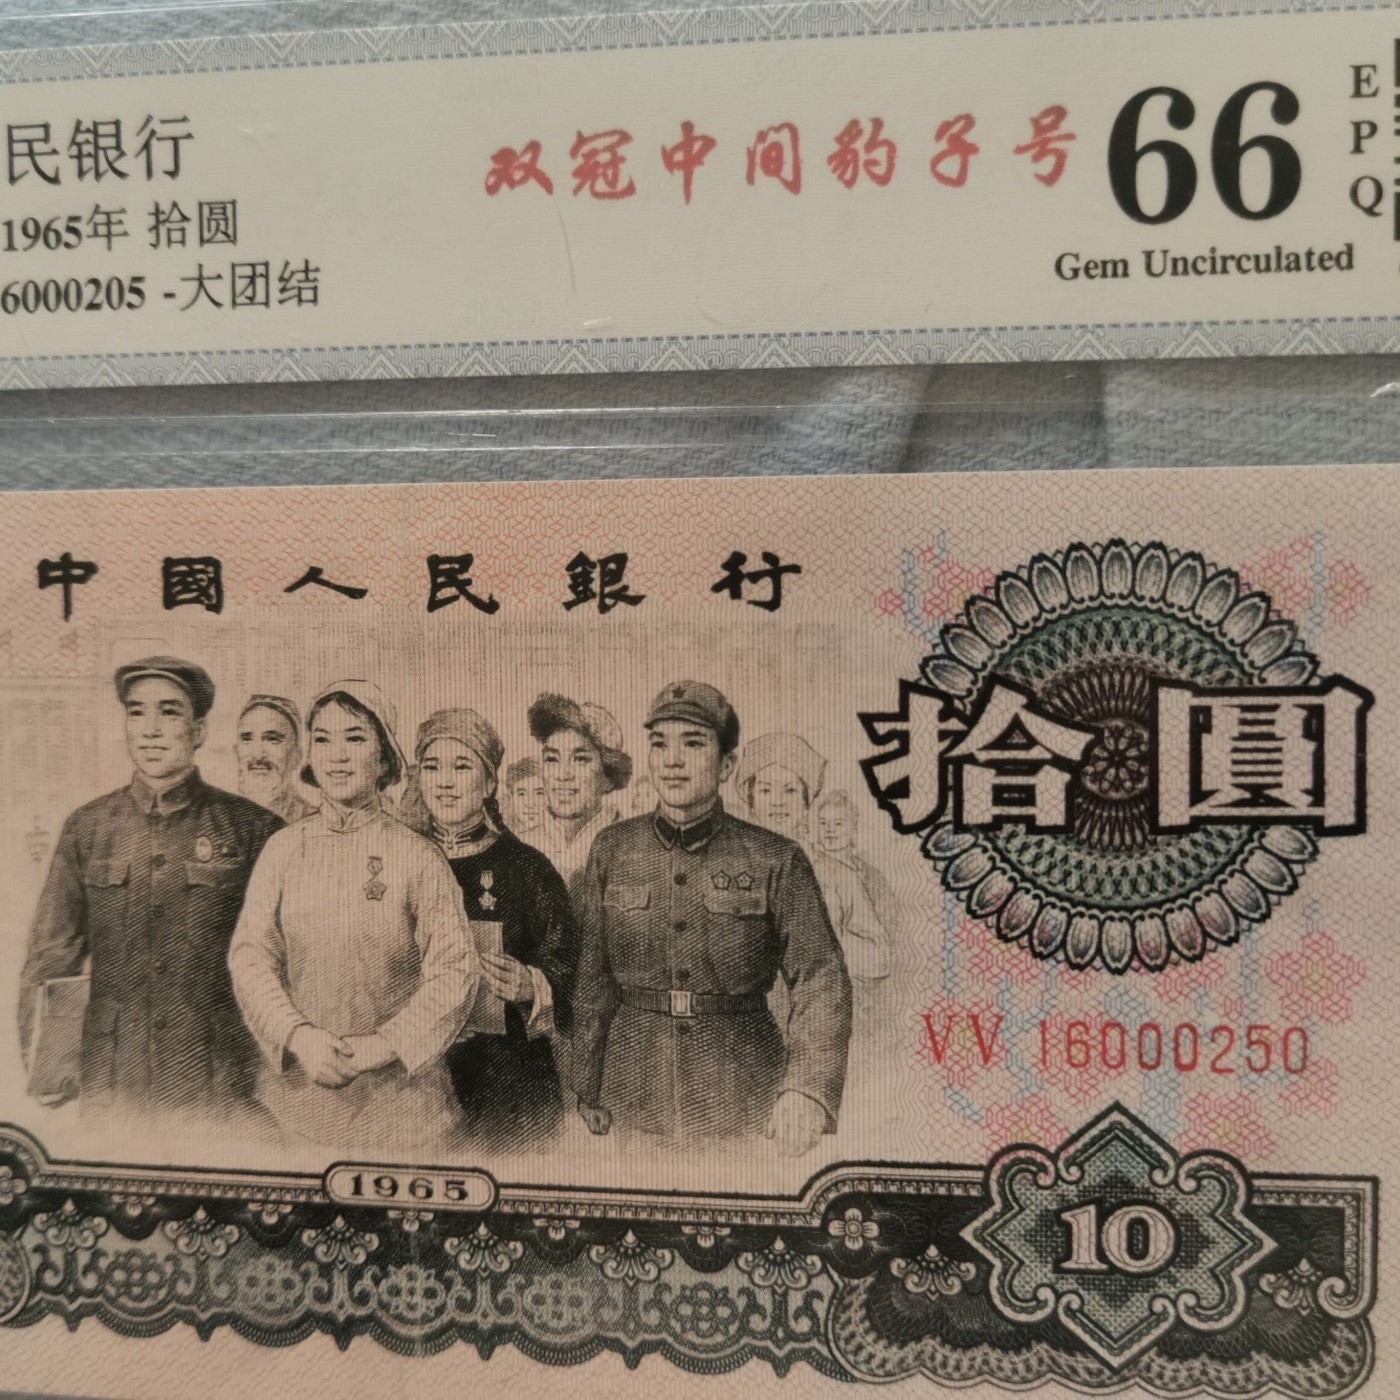 民银行
1965年 拾圆
6000205 -大团结
双冠中间豹子号
66
EPQ
Gem Uncirculated
中國人民銀行
拾圓
VV 16000250
1965
10